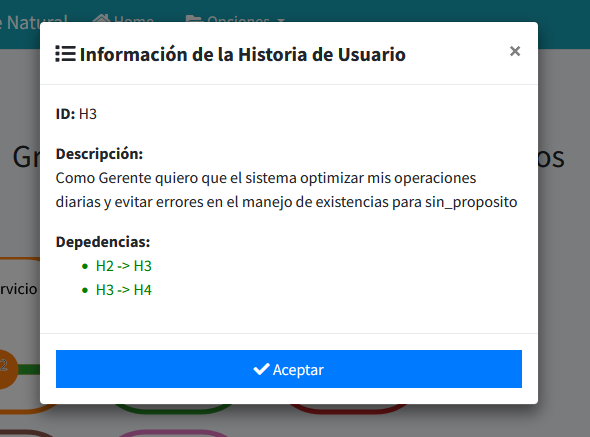 e Natural Home Opciones
Información de la Historia de Usuario ×
Gr os
ID: H3
Descripción:
Como Gerente quiero que el sistema optimizar mis operaciones
diarias y evitar errores en el manejo de existencias para sin_proposito
Depedencias:
H2 -> H3
rvicio
H3 -> H4
2
Aceptar